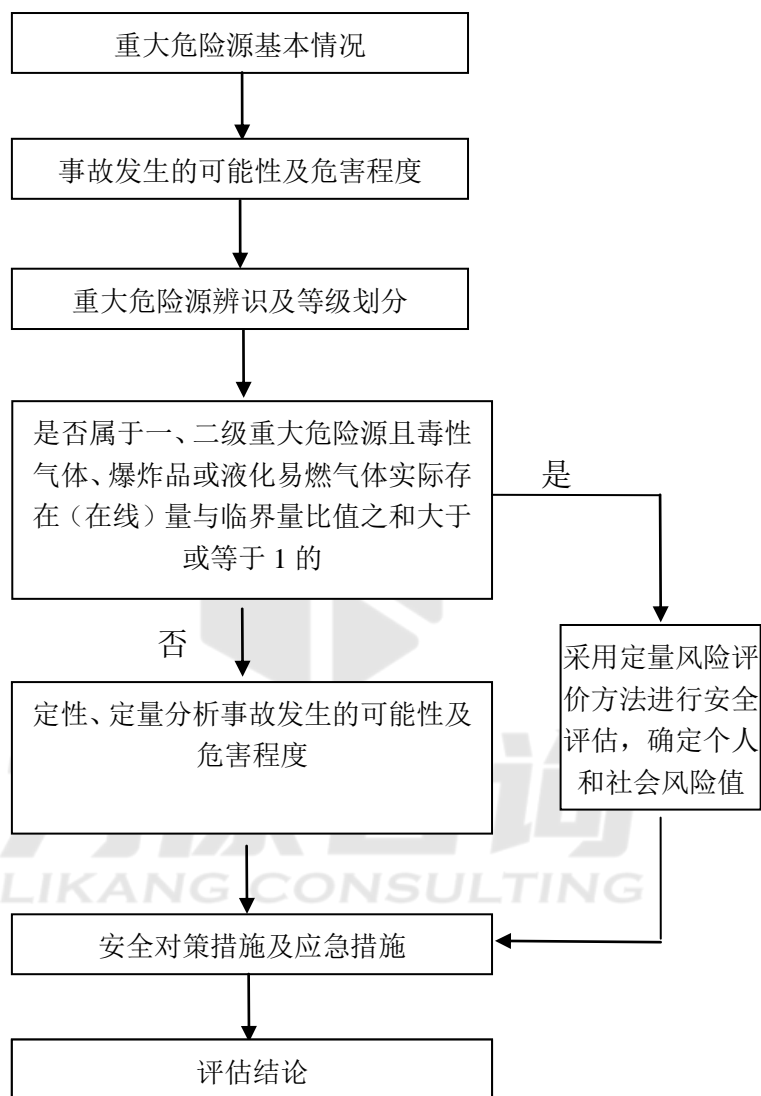 重大危险源基本情况
事故发生的可能性及危害程度
重大危险源辨识及等级划分
是否属于一、二级重大危险源且毒性
气体、爆炸品或液化易燃气体实际存
在（在线）量与临界量比值之和大于
或等于 1 的
是
否
采用定量风险评
价方法进行安全
评估，确定个人
和社会风险值
定性、定量分析事故发生的可能性及
危害程度
LIKANG CONSULTING
安全对策措施及应急措施
评估结论